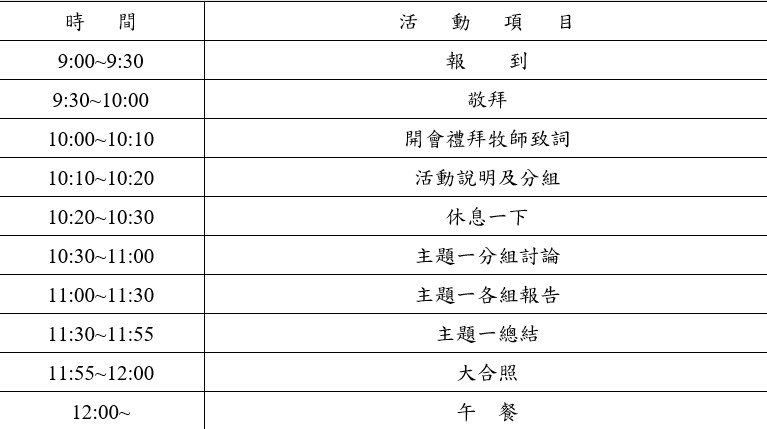 時 間 活 動 項 目
9:00~9:30 報 到
9:30~10:00 敬拜
10:00~10:10 開會禮拜牧師致詞
10:10~10:20 活動說明及分組
10:20~10:30 休息一下
10:30~11:00 主題一分組討論
11:00~11:30 主題一各組報告
11:30~11:55 主題一總結
11:55~12:00 大合照
12:00~ 午 餐